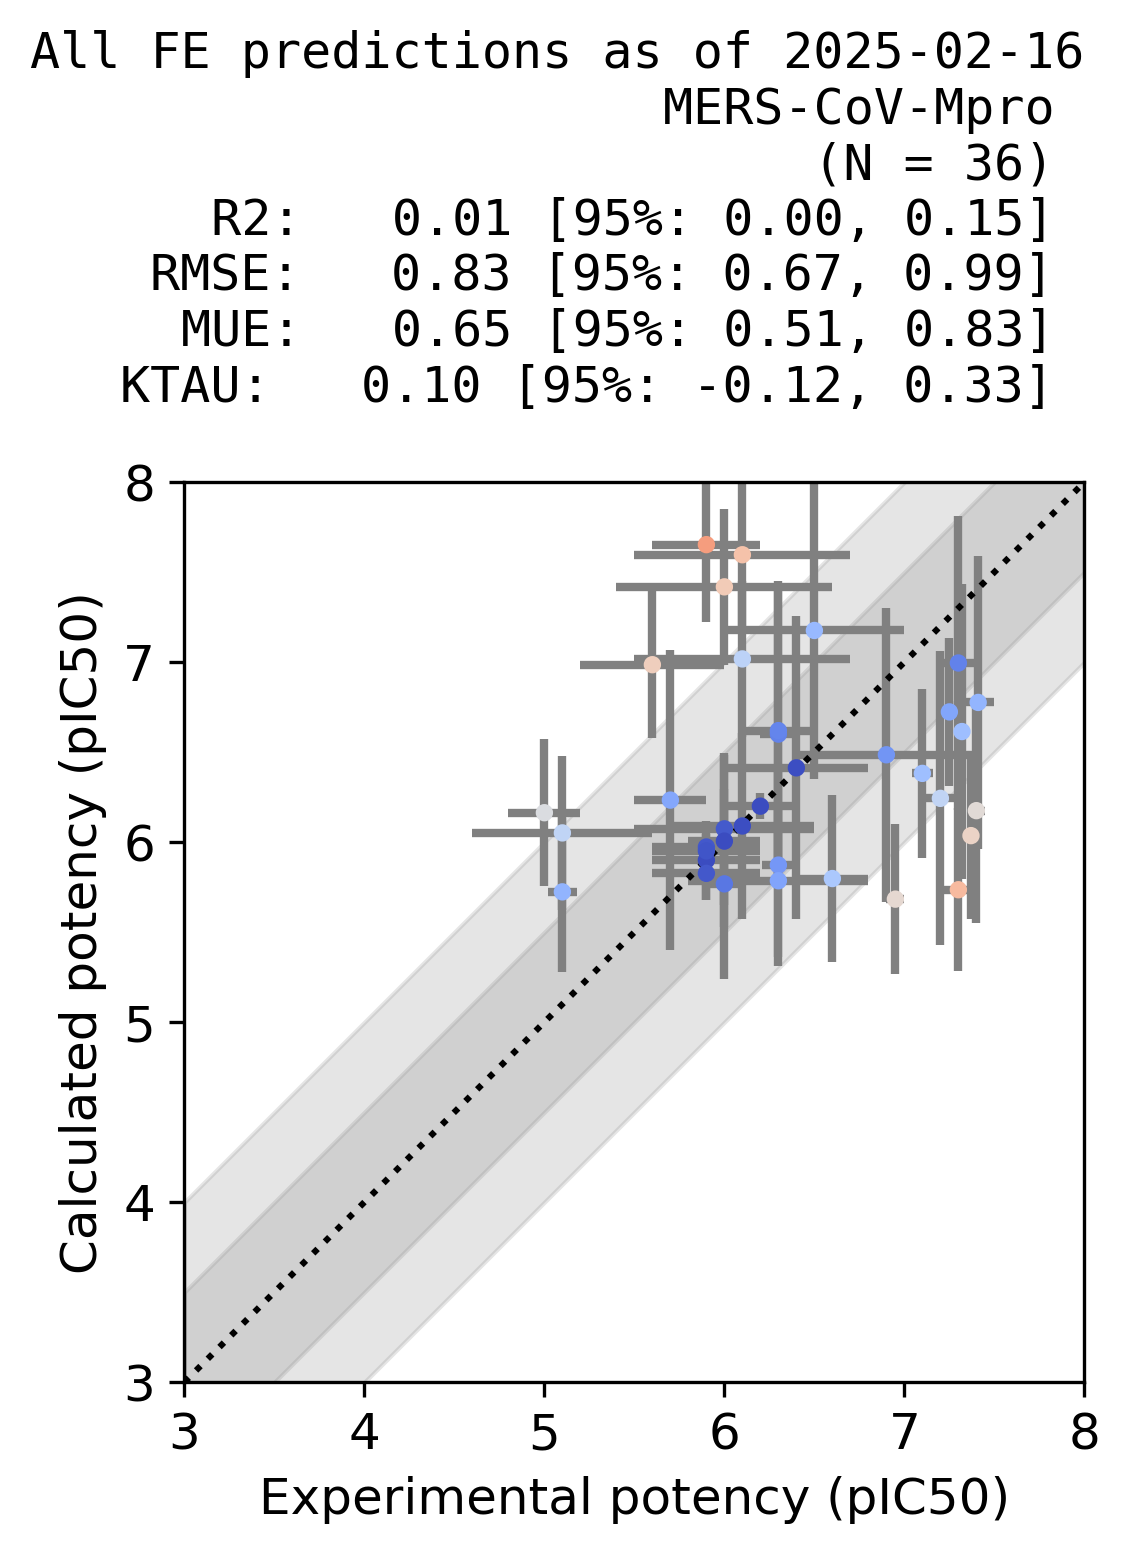 All FE predictions as of 2025-02-16
MERS-CoV-Mpro
(N = 36)
R2: 0.01 [95%: 0.00, 0.15]
RMSE: 0.83 [95%: 0.67, 0.99]
MUE: 0.65 [95%: 0.51, 0.83]
KTAU: 0.10 [95%: -0.12, 0.33]
8
7
6
5
4
3
Calculated potency (pIC50)
3 4 5 6 7 8
Experimental potency (pIC50)